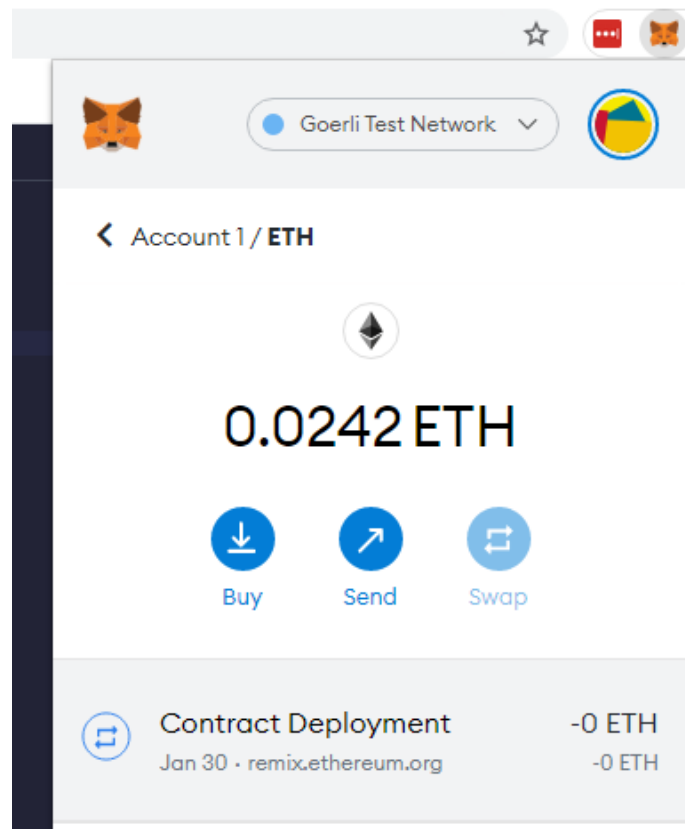 Goerli Test Network
Account 1 / ETH
0.0242 ETH
Buy Send Swap
Contract Deployment -0 ETH
Jan 30 · remix.ethereum.org -0 ETH